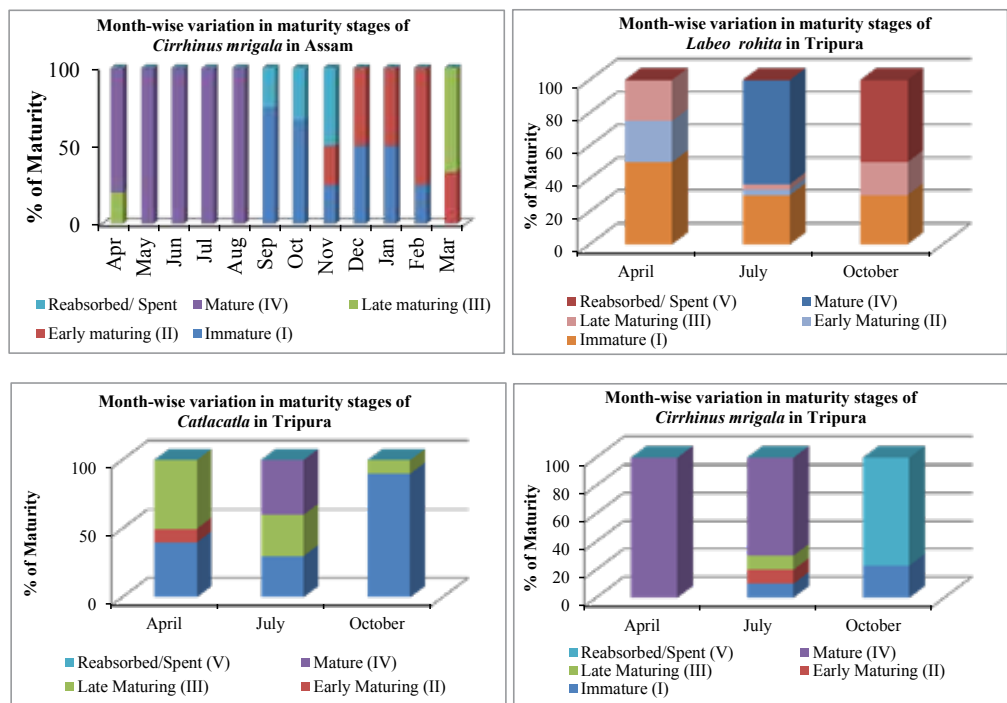 Month-wise variation in maturity stages of
Cirrhinus mrigala in Assam
% of Maturity
100
50
0
Apr
May
Jun
Jul
Aug
Sep
Oct
Nov
Dec
Jan
Feb
Mar
Reabsorbed/ Spent
Mature (IV)
Late maturing (III)
Early maturing (II)
Immature (I)
Month-wise variation in maturity stages of
Labeo rohita in Tripura
% of Maturity
100
80
60
40
20
0
April
July
October
Reabsorbed/ Spent (V)
Mature (IV)
Late Maturing (III)
Early Maturing (II)
Immature (I)
Month-wise variation in maturity stages of
Catlacatla in Tripura
% of Maturity
100
50
0
April
July
October
Reabsorbed/Spent (V)
Mature (IV)
Late Maturing (III)
Early Maturing (II)
Month-wise variation in maturity stages of
Cirrhinus mrigala in Tripura
% of Maturity
100
80
60
40
20
0
April
July
October
Reabsorbed/Spent (V)
Mature (IV)
Late Maturing (III)
Early Maturing (II)
Immature (I)